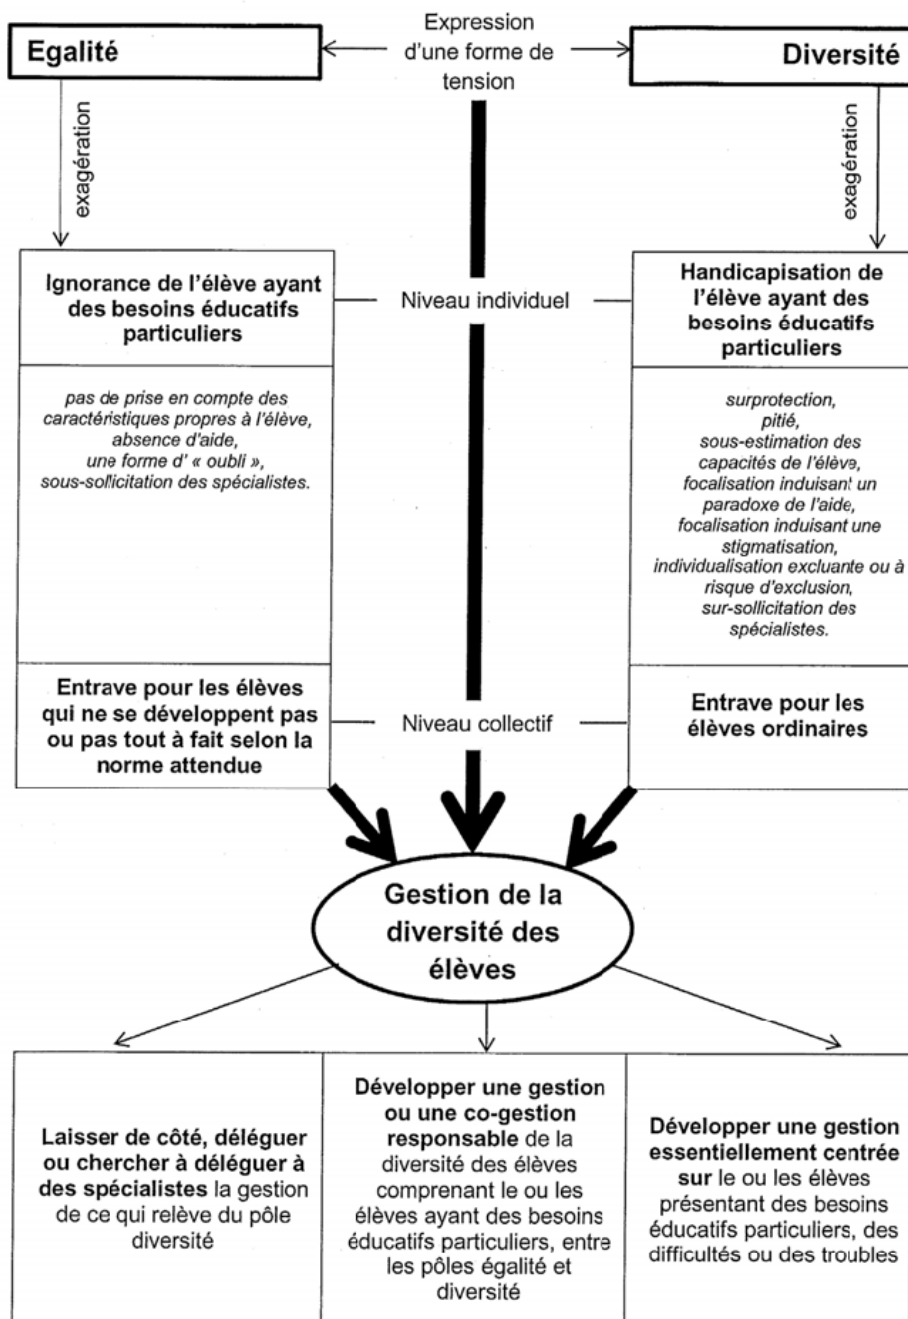 Expression
d'une forme de
tension
Egalité
Diversité
exagération
exagération
Ignorance de l'élève ayant
des besoins éducatifs
particuliers
Niveau individuel
Handicapisation de
l'élève ayant des
besoins éducatifs
particuliers
pas de prise en compte des
caractéristiques propres à l'élève,
absence d'aide,
une forme d' « oubli »,
sous-sollicitation des spécialistes.
surprotection,
pitié,
sous-estimation des
capacités de l'élève,
focalisation induisant un
paradoxe de l'aide,
focalisation induisant une
stigmatisation,
individualisation excluante ou à
risque d'exclusion,
sur-sollicitation des
spécialistes.
Entrave pour les élèves
qui ne se développent pas
ou pas tout à fait selon la
norme attendue
Niveau collectif
Entrave pour les
élèves ordinaires
Gestion de la
diversité des
élèves
Laisser de côté, déléguer
ou chercher à déléguer à
des spécialistes la gestion
de ce qui relève du pôle
diversité
Développer une gestion
ou une co-gestion
responsable de la
diversité des élèves
comprenant le ou les
élèves ayant des besoins
éducatifs particuliers, entre
les pôles égalité et
diversité
Développer une gestion
essentiellement centrée
sur le ou les élèves
présentant des besoins
éducatifs particuliers, des
difficultés ou des troubles